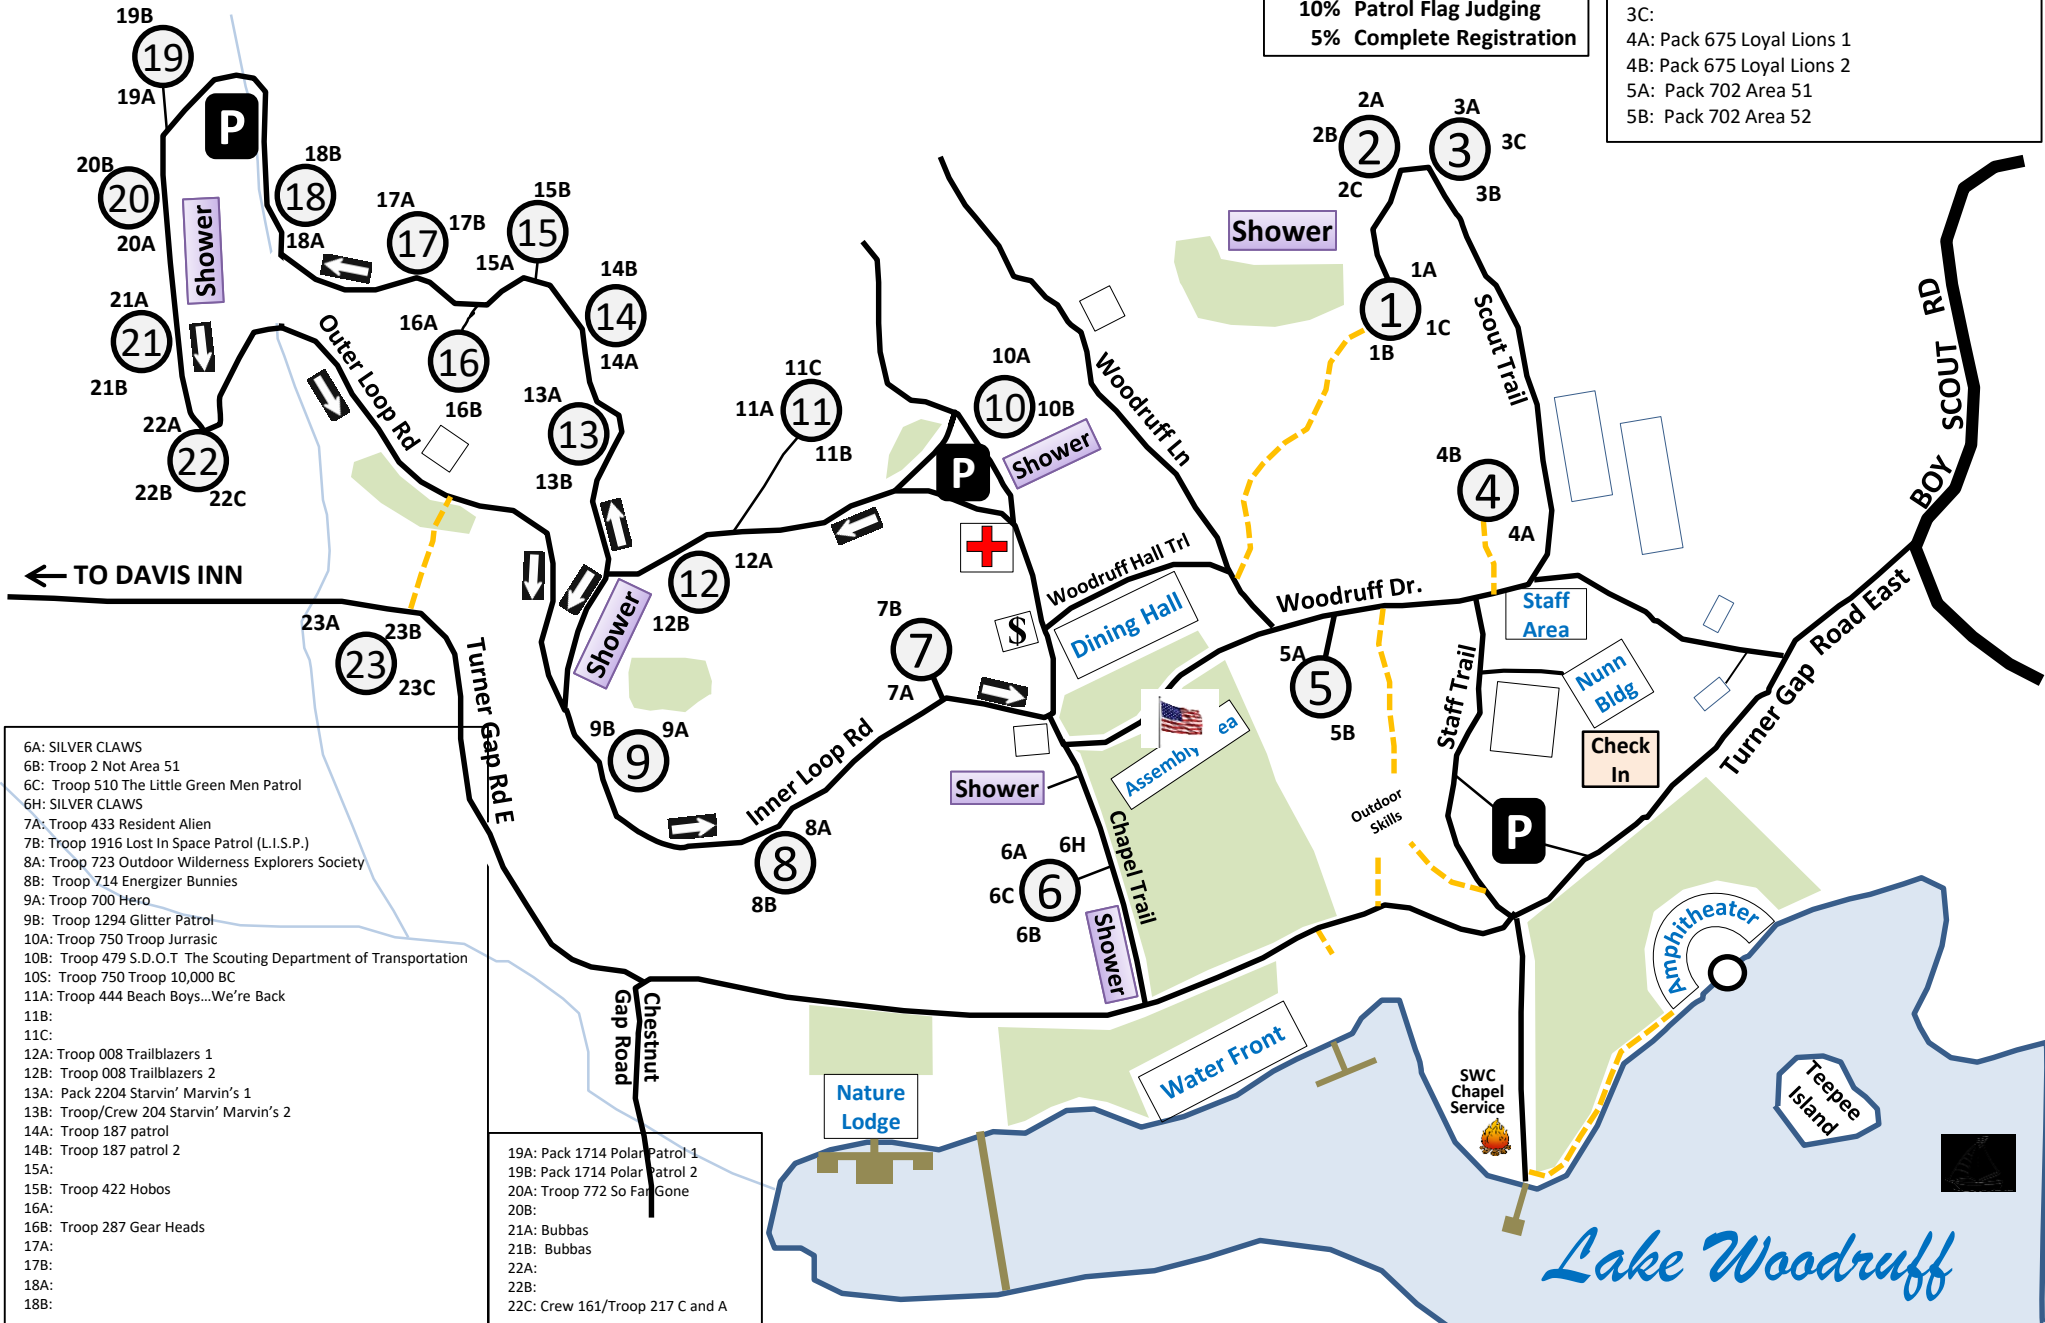 10% Patrol Flag Judging
5% Complete Registration
3C:
4A: Pack 675 Loyal Lions 1
4B: Pack 675 Loyal Lions 2
5A: Pack 702 Area 51
5B: Pack 702 Area 52
19B
19
19A
P
20B
20
20A
Shower
18B
18
18A
17A
17
17B
15B
15
15A
14B
14
14A
16A
16
16B
21A
21
21B
Outer Loop Rd
22A
22
22B
22C
13A
13
13B
11C
11A
11
11B
10A
10
10B
P
Shower
Woodruff Ln
2A
2B
2
2C
3A
3
3C
3B
Shower
1A
1
1C
1B
Scout Trail
4B
4
4A
BOY SCOUT RD
TO DAVIS INN
12A
12
12B
Shower
Woodruff Hall Trl
Dining Hall
$
Woodruff Dr.
Staff
Area
Nunn
Bldg
Check
In
Staff Trail
Turner Gap Road East
23A
23B
23
23C
Turner Gap Rd E
7B
7
7A
5A
5
5B
9B
9
9A
Inner Loop Rd
8A
8
8B
Assembly ea
Shower
Chapel Trail
Outdoor
Skills
P
6A
6H
6C
6
6B
Shower
Amphitheater
Chestnut
Gap Road
Water Front
Nature
Lodge
SWC
Chapel
Service
Teepee
Island
Lake Woodruff
6A: SILVER CLAWS
6B: Troop 2 Not Area 51
6C: Troop 510 The Little Green Men Patrol
6H: SILVER CLAWS
7A: Troop 433 Resident Alien
7B: Troop 1916 Lost In Space Patrol (L.I.S.P.)
8A: Troop 723 Outdoor Wilderness Explorers Society
8B: Troop 714 Energizer Bunnies
9A: Troop 700 Hero
9B: Troop 1294 Glitter Patrol
10A: Troop 750 Troop Jurrasic
10B: Troop 479 S.D.O.T The Scouting Department of Transportation
10S: Troop 750 Troop 10,000 BC
11A: Troop 444 Beach Boys...We're Back
11B:
11C:
12A: Troop 008 Trailblazers 1
12B: Troop 008 Trailblazers 2
13A: Pack 2204 Starvin' Marvin's 1
13B: Troop/Crew 204 Starvin' Marvin's 2
14A: Troop 187 patrol
14B: Troop 187 patrol 2
15A:
15B: Troop 422 Hobos
16A:
16B: Troop 287 Gear Heads
17A:
17B:
18A:
18B:
19A: Pack 1714 Polar Patrol 1
19B: Pack 1714 Polar Patrol 2
20A: Troop 772 So Far Gone
20B:
21A: Bubbas
21B: Bubbas
22A:
22B:
22C: Crew 161/Troop 217 C and A